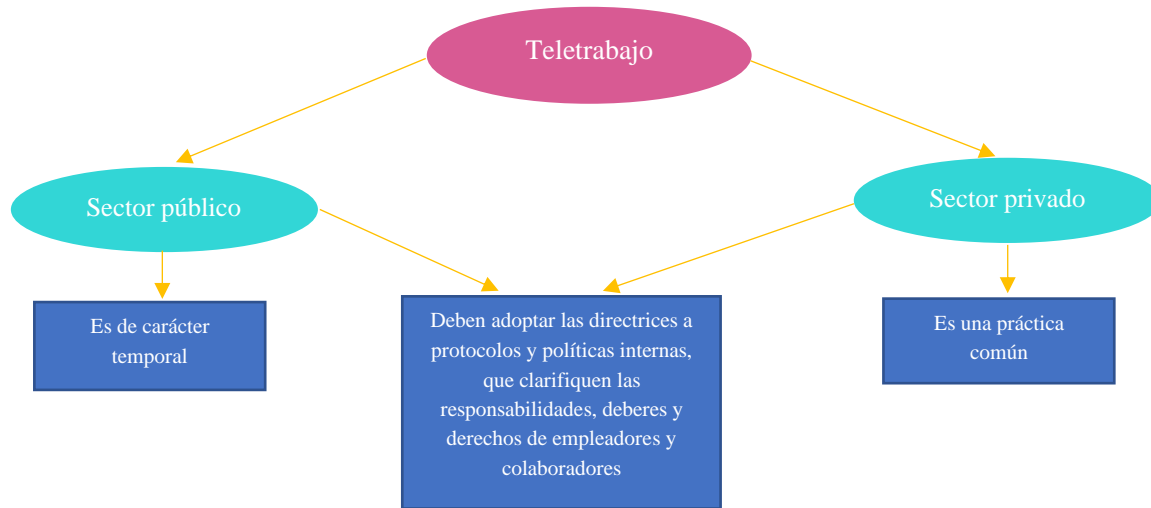 Teletrabajo
Sector público
Sector privado
Es de carácter
temporal
Deben adoptar las directrices a
protocolos y políticas internas,
que clarifiquen las
responsabilidades, deberes y
derechos de empleadores y
colaboradores
Es una práctica
común